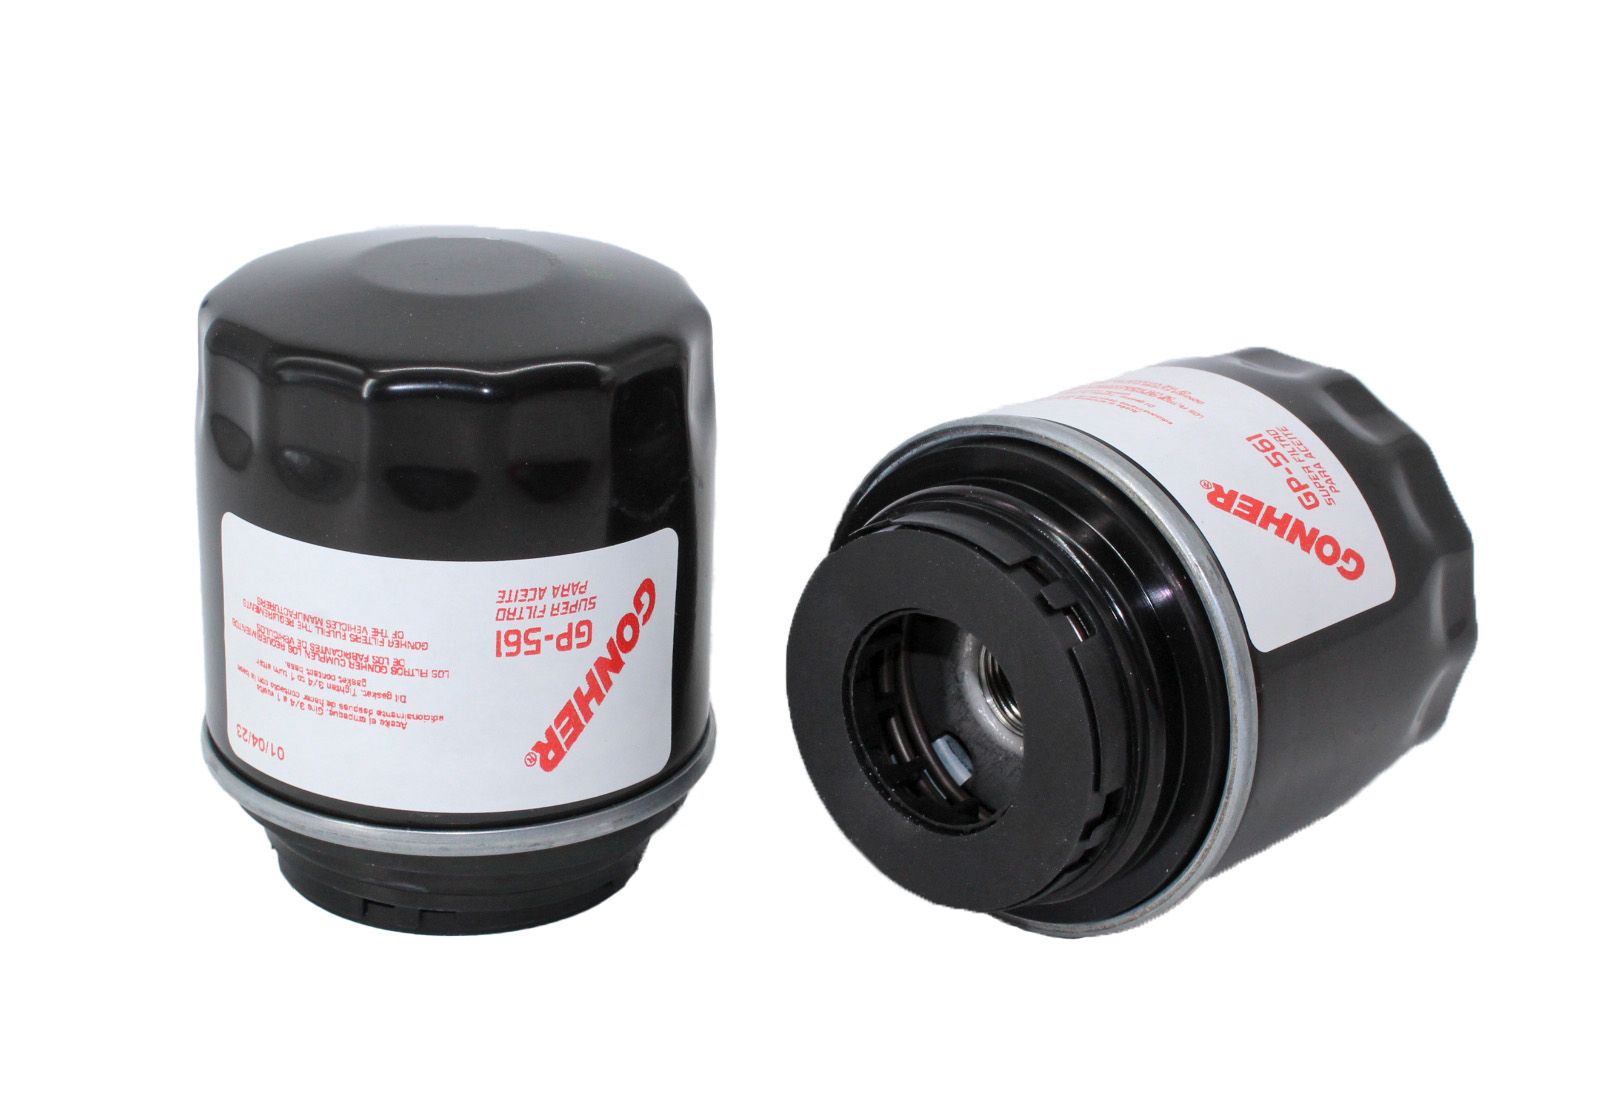 GONHER®
GP-561
SUPER FILTRO
PARA ACEITE
GONHER FILTERS FULFILL THE REQUIREMENTS
OF THE VEHICLES MANUFACTURERS
LOS FILTROS GONHER CUMPLEN LOS REQUERIMIENTOS
DE LOS FABRICANTES DE VEHICULOS.
Oil gasket. Tighten 3/4 to 1 turn after
gasket contact base.
Aceite el empaque. Gire 3/4 a 1 vuelta
adicionalmente despues de hacer contacto con la base
01/04/23
GONHER®
GP-561
SUPER FILTRO
PARA ACEITE